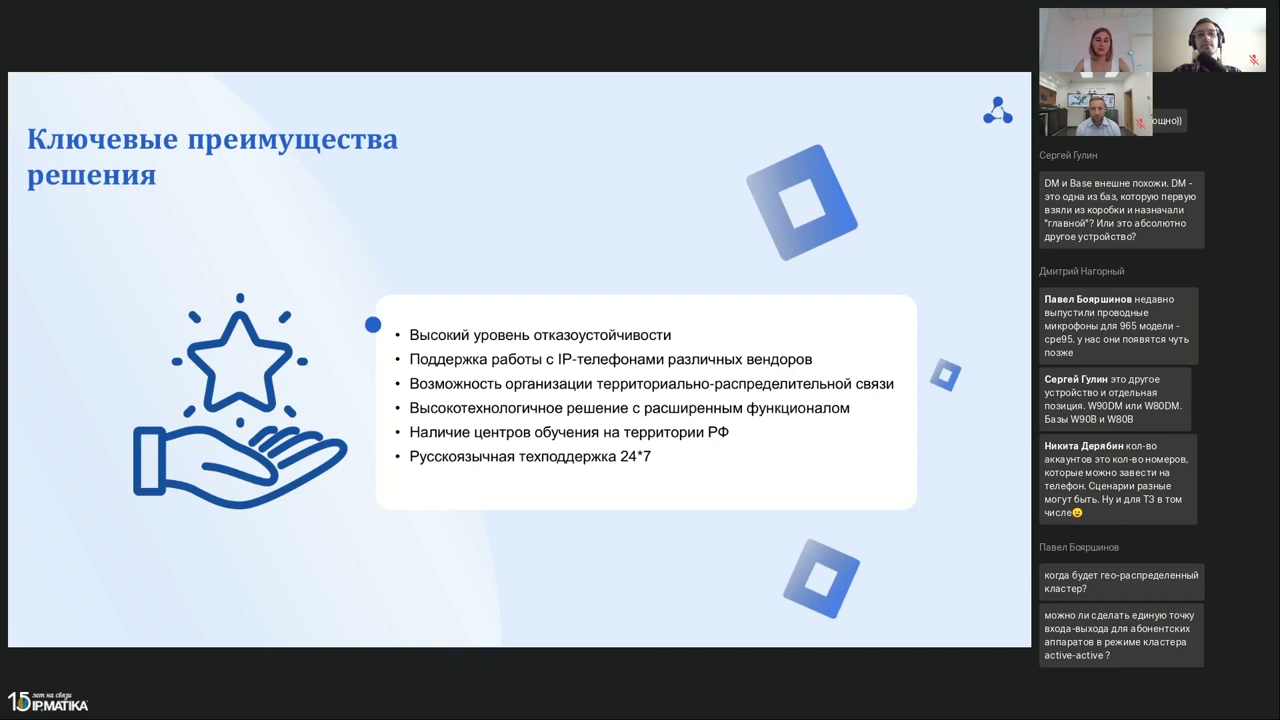 Ключевые преимущества
решения
• Высокий уровень отказоустойчивости
• Поддержка работы с IP-телефонами различных вендоров
• Возможность организации территориально-распределительной связи
• Высокотехнологичное решение с расширенным функционалом
• Наличие центров обучения на территории РФ
• Русскоязычная техподдержка 24*7
15 лет на связи
IPMATIKA
ощно))
Сергей Гулин
DM и Base внешне похожи. DM -
это одна из баз, которую первую
взяли из коробки и назначали
"главной"? Или это абсолютно
другое устройство?
Дмитрий Нагорный
Павел Бояршинов недавно
выпустили проводные
микрофоны для 965 модели -
cpe95. у нас они появятся чуть
позже
Сергей Гулин это другое
устройство и отдельная
позиция. W90DM или W80DM.
Базы W90B и W80B
Никита Дерябин кол-во
аккаунтов это кол-во номеров,
которые можно завести на
телефон. Сценарии разные
могут быть. Ну и для ТЗ в том
числе😉
Павел Бояршинов
когда будет гео-распределенный
кластер?
можно ли сделать единую точку
входа-выхода для абонентских
аппаратов в режиме кластера
active-active ?